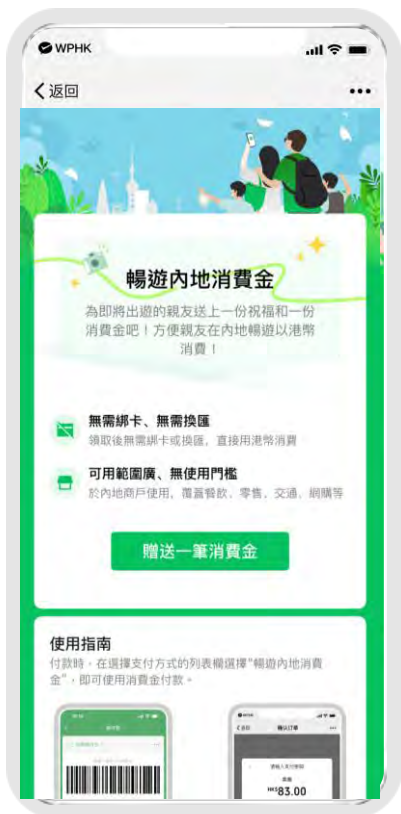 WPHK
返回
暢遊內地消費金
為即將出遊的親友送上一份祝福和一份
消費金吧！方便親友在內地暢遊以港幣
消費！
無需綁卡、無需換匯
領取後無需綁卡或換匯，直接用港幣消費
可用範圍廣、無使用門檻
於內地商戶使用，覆蓋餐飲、零售、交通、網購等
贈送一筆消費金
使用指南
付款時，在選擇支付方式的列表欄選擇"暢遊內地消費
金"，即可使用消費金付款。
HK$83.00